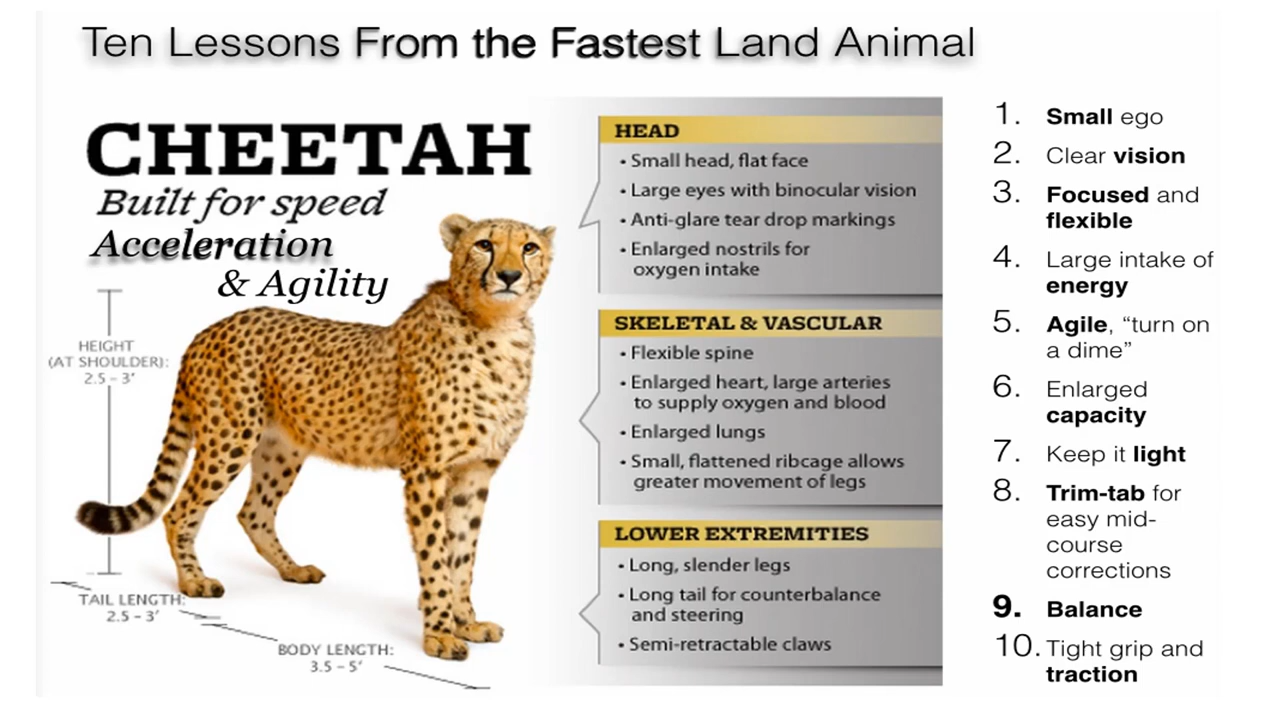 Ten Lessons From the Fastest Land Animal
CHEETAH
Built for speed
Acceleration
& Agility
HEIGHT
(AT SHOULDER):
2.5 – 3'
TAIL LENGTH:
2.5 – 3'
BODY LENGTH:
3.5 – 5'
HEAD
• Small head, flat face
• Large eyes with binocular vision
• Anti-glare tear drop markings
• Enlarged nostrils for
oxygen intake
SKELETAL & VASCULAR
• Flexible spine
• Enlarged heart, large arteries
to supply oxygen and blood
• Enlarged lungs
• Small, flattened ribcage allows
greater movement of legs
LOWER EXTREMITIES
• Long, slender legs
• Long tail for counterbalance
and steering
• Semi-retractable claws
1. Small ego
2. Clear vision
3. Focused and
flexible
4. Large intake of
energy
5. Agile, “turn on
a dime”
6. Enlarged
capacity
7. Keep it light
8. Trim-tab for
easy mid-
course
corrections
9. Balance
10. Tight grip and
traction